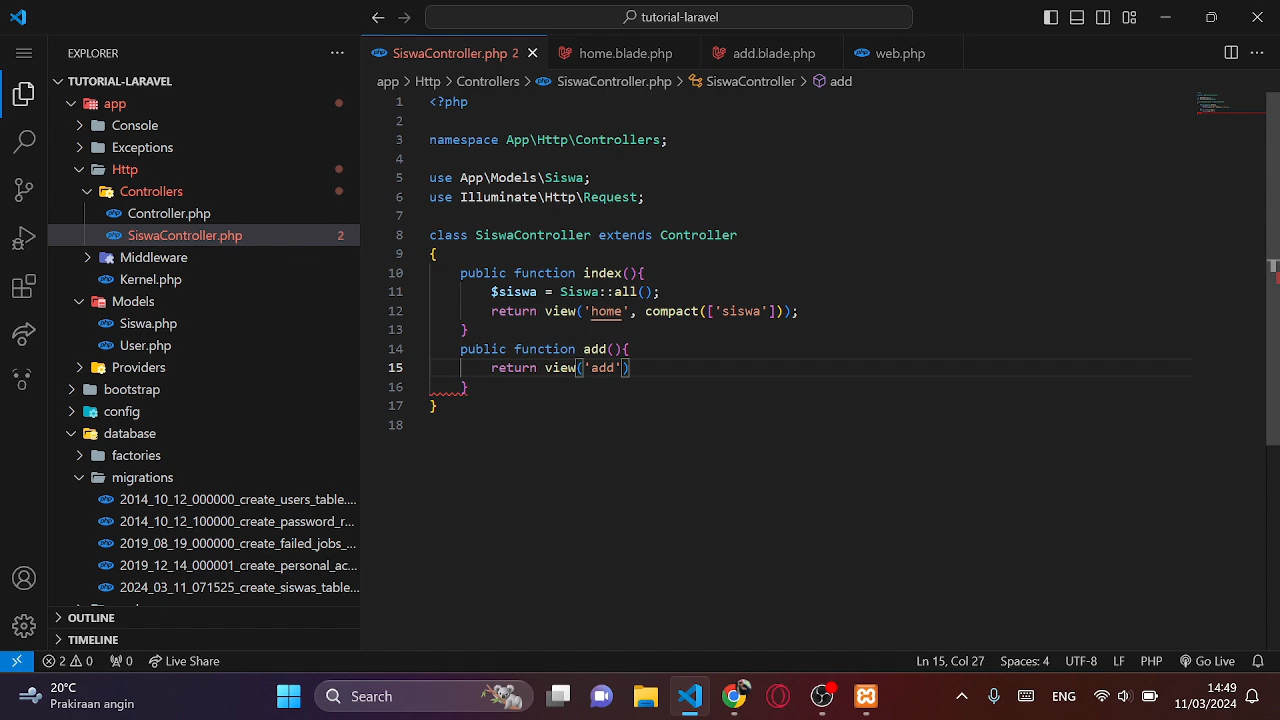 tutorial-laravel
EXPLORER
SiswaController.php 2
home.blade.php
add.blade.php
web.php
TUTORIAL-LARAVEL
app > Http > Controllers > SiswaController.php > SiswaController > add
app
Console
Exceptions
Http
Controllers
Controller.php
SiswaController.php 2
Middleware
Kernel.php
Models
Siswa.php
User.php
Providers
bootstrap
config
database
factories
migrations
2014_10_12_000000_create_users_table....
2014_10_12_100000_create_password_r...
2019_08_19_000000_create_failed_jobs_...
2019_12_14_000001_create_personal_ac...
2024_03_11_071525_create_siswas_table...
OUTLINE
TIMELINE
1 <?php
2
3 namespace App\Http\Controllers;
4
5 use App\Models\Siswa;
6 use Illuminate\Http\Request;
7
8 class SiswaController extends Controller
9 {
10 public function index(){
11 $siswa = Siswa::all();
12 return view('home', compact(['siswa']));
13 }
14 public function add(){
15 return view('add')
16 }
17 }
18
2 0 0 Live Share Ln 15, Col 27 Spaces: 4 UTF-8 LF PHP Go Live
20°C
Prakiraan angin
Search
ENG
14:49
11/03/2024